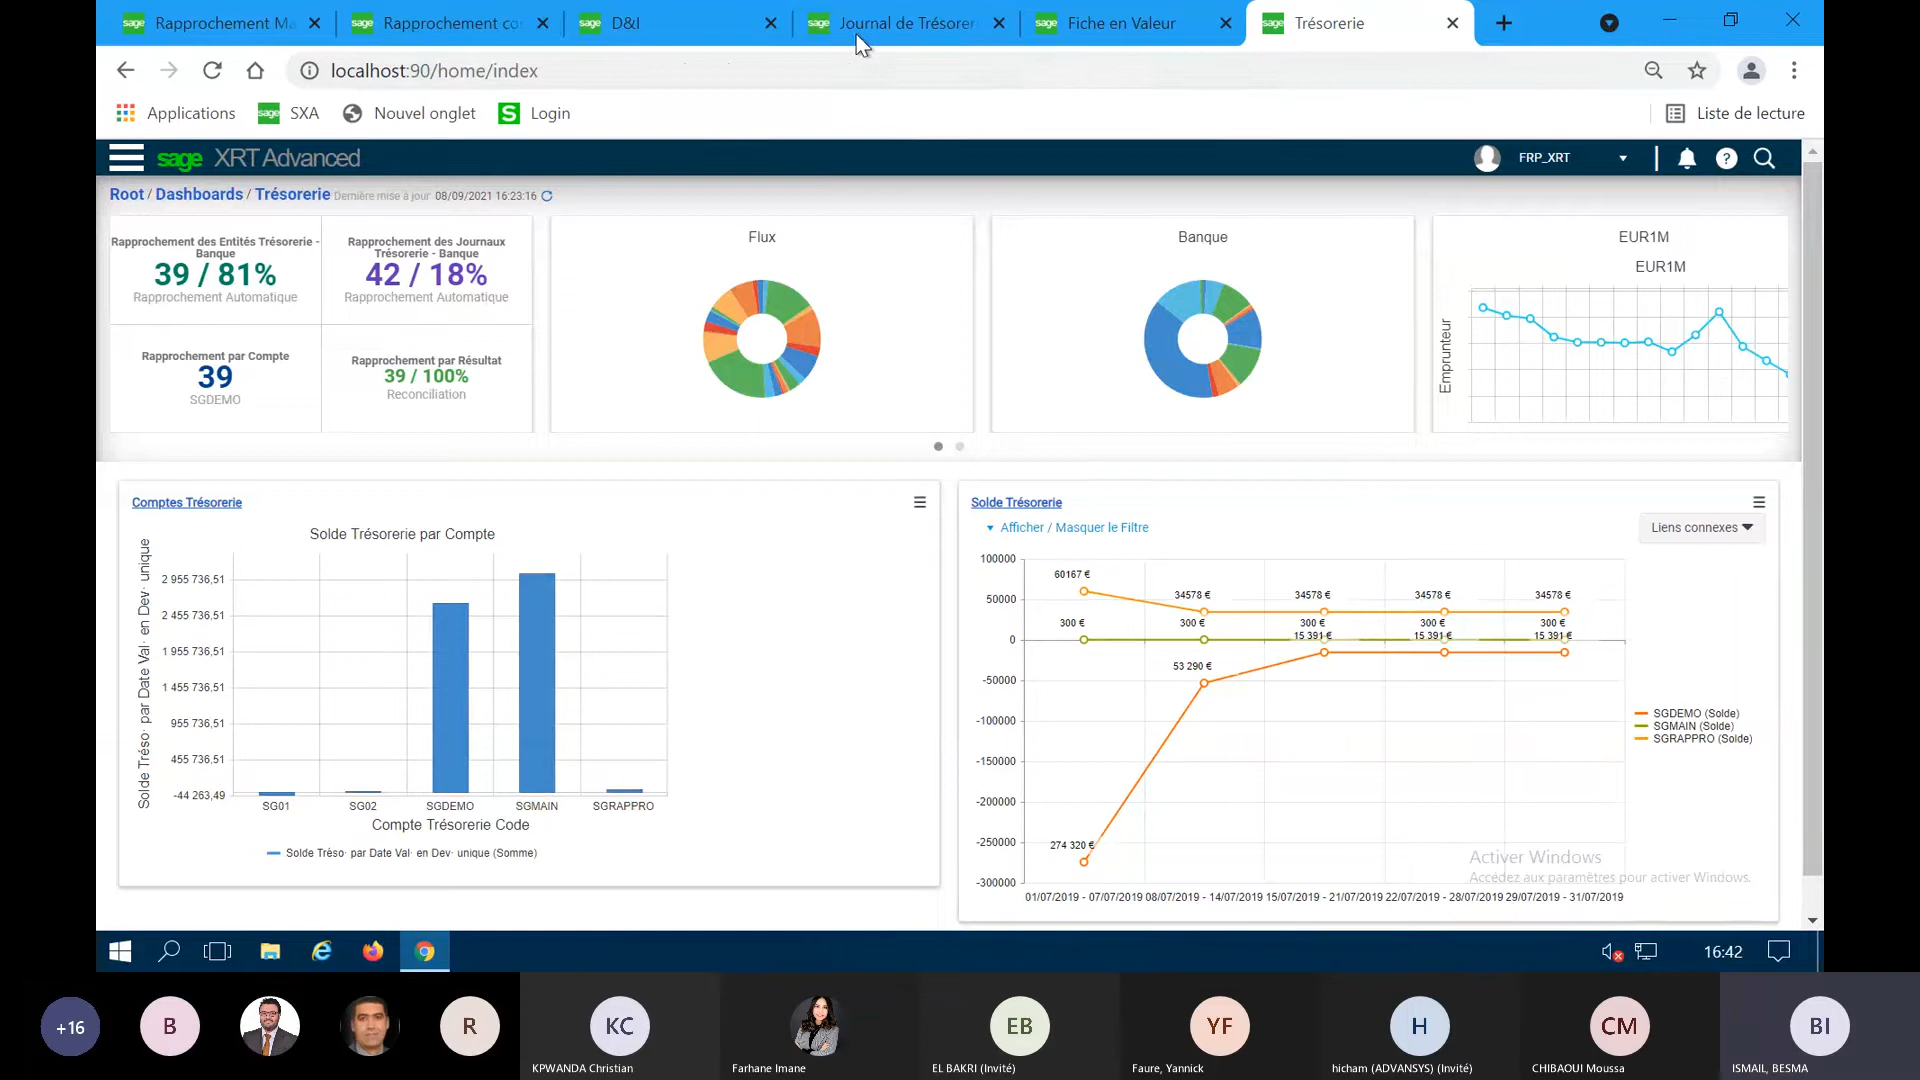 sage Rapprochement Ma
sage Rapprochement co
sage D&I
sage Journal de Trésorer
sage Fiche en Valeur
sage Trésorerie
localhost:90/home/index
Applications
sage SXA
Nouvel onglet
S Login
Liste de lecture
sage XRT Advanced
FRP_XRT
Root / Dashboards / Trésorerie Dernière mise à jour 08/09/2021 16:23:16
Rapprochement des Entités Trésorerie -
Banque
39 / 81%
Rapprochement Automatique
Rapprochement des Journaux
Trésorerie - Banque
42 / 18%
Rapprochement Automatique
Rapprochement par Compte
39
SGDEMO
Rapprochement par Résultat
39 / 100%
Reconciliation
Flux
Banque
EUR1M
EUR1M
Emprunteur
Comptes Trésorerie
Solde Trésorerie par Compte
Solde Tréso· par Date Val· en Dev· unique
2 955 736,51
2 455 736,51
1 955 736,51
1 455 736,51
955 736,51
455 736,51
-44 263,49
SG01 SG02 SGDEMO SGMAIN SGRAPPRO
Compte Trésorerie Code
Solde Tréso· par Date Val· en Dev· unique (Somme)
Solde Trésorerie
Afficher / Masquer le Filtre
Liens connexes
100000
50000
0
-50000
-100000
-150000
-200000
-250000
-300000
60167 €
34578 € 34578 € 34578 € 34578 €
300 € 300 € 300 € 300 € 300 €
15 391 € 15 391 € 15 391 €
53 290 €
274 320 €
SGDEMO (Solde)
SGMAIN (Solde)
SGRAPPRO (Solde)
01/07/2019 - 07/07/2019 08/07/2019 - 14/07/2019 15/07/2019 - 21/07/2019 22/07/2019 - 28/07/2019 29/07/2019 - 31/07/2019
Activer Windows
Accédez aux paramètres pour activer Windows.
16:42
+16
B
R
KC
KPWANDA Christian
Farhane Imane
EB
EL BAKRI (Invité)
YF
Faure, Yannick
H
hicham (ADVANSYS) (Invité)
CM
CHIBAOUI Moussa
BI
ISMAIL, BESMA